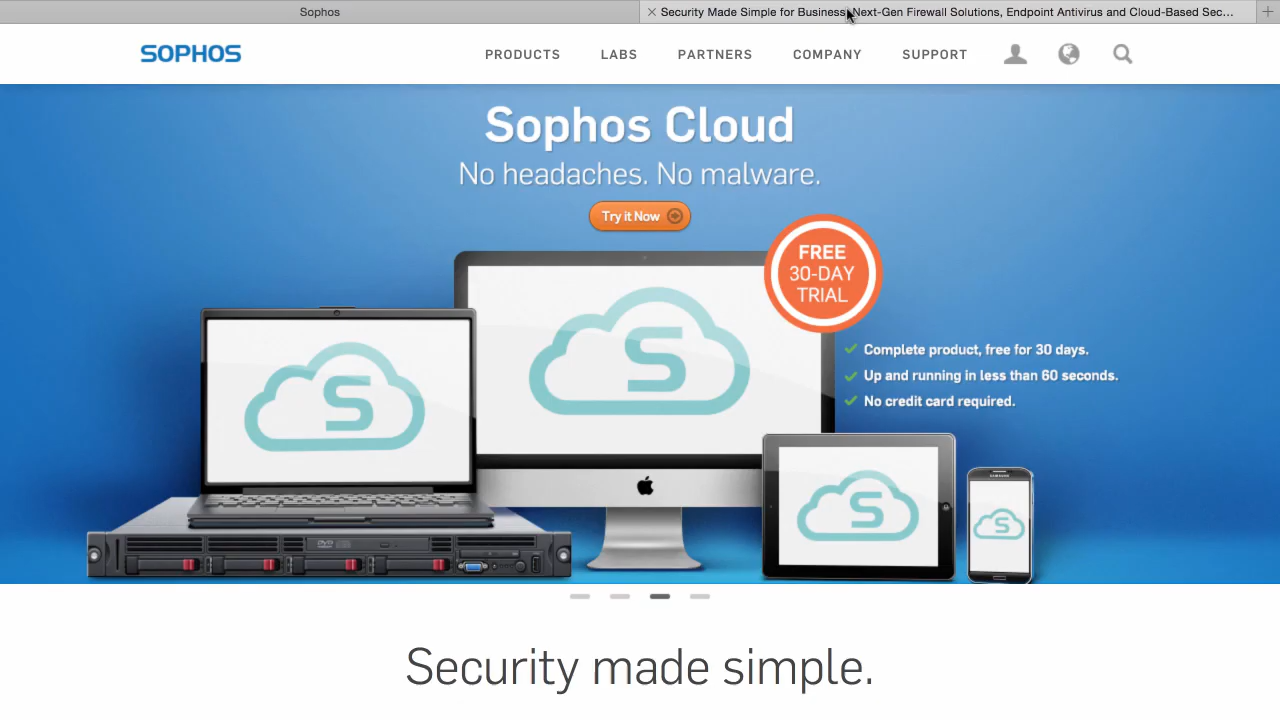 Sophos
Security Made Simple for Business, Next-Gen Firewall Solutions, Endpoint Antivirus and Cloud-Based Sec...
SOPHOS
PRODUCTS LABS PARTNERS COMPANY SUPPORT
Sophos Cloud
No headaches. No malware.
Try it Now
FREE
30-DAY
TRIAL
S
S
S
S
Complete product, free for 30 days.
Up and running in less than 60 seconds.
No credit card required.
SAMSUNG
DVD
Security made simple.